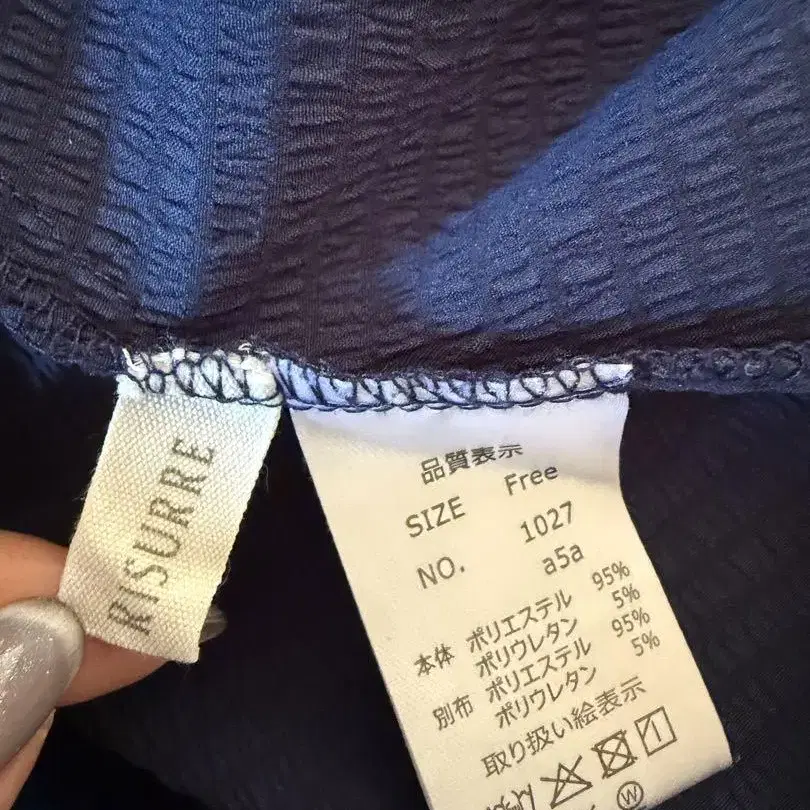 RISURRE
品質表示
SIZE Free
NO. 1027
a5a
本体 ポリエステル 95%
ポリウレタン 5%
別布 ポリエステル 95%
ポリウレタン 5%
取り扱い絵表示
W